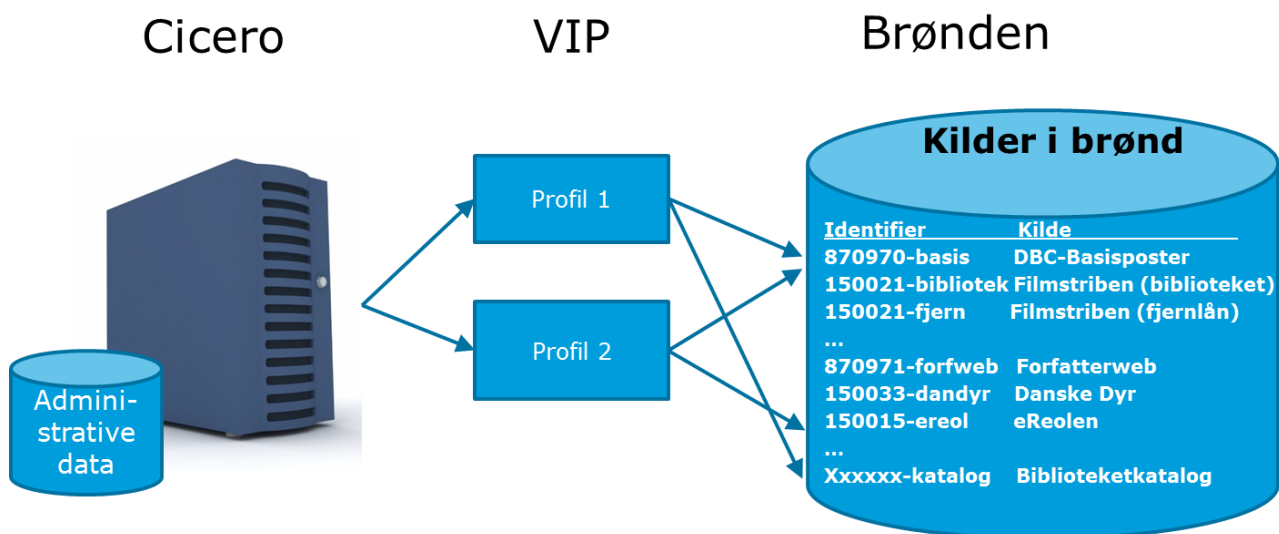 Cicero
VIP
Brønden
Kilder i brønd
Profil 1
Profil 2
Admini-
strative
data
Identifier Kilde
870970-basis DBC-Basisposter
150021-bibliotek Filmstriben (biblioteket)
150021-fjern Filmstriben (fjernlån)
...
870971-forfweb Forfatterweb
150033-dandyr Danske Dyr
150015-ereol eReolen
...
Xxxxxx-katalog Biblioteketkatalog